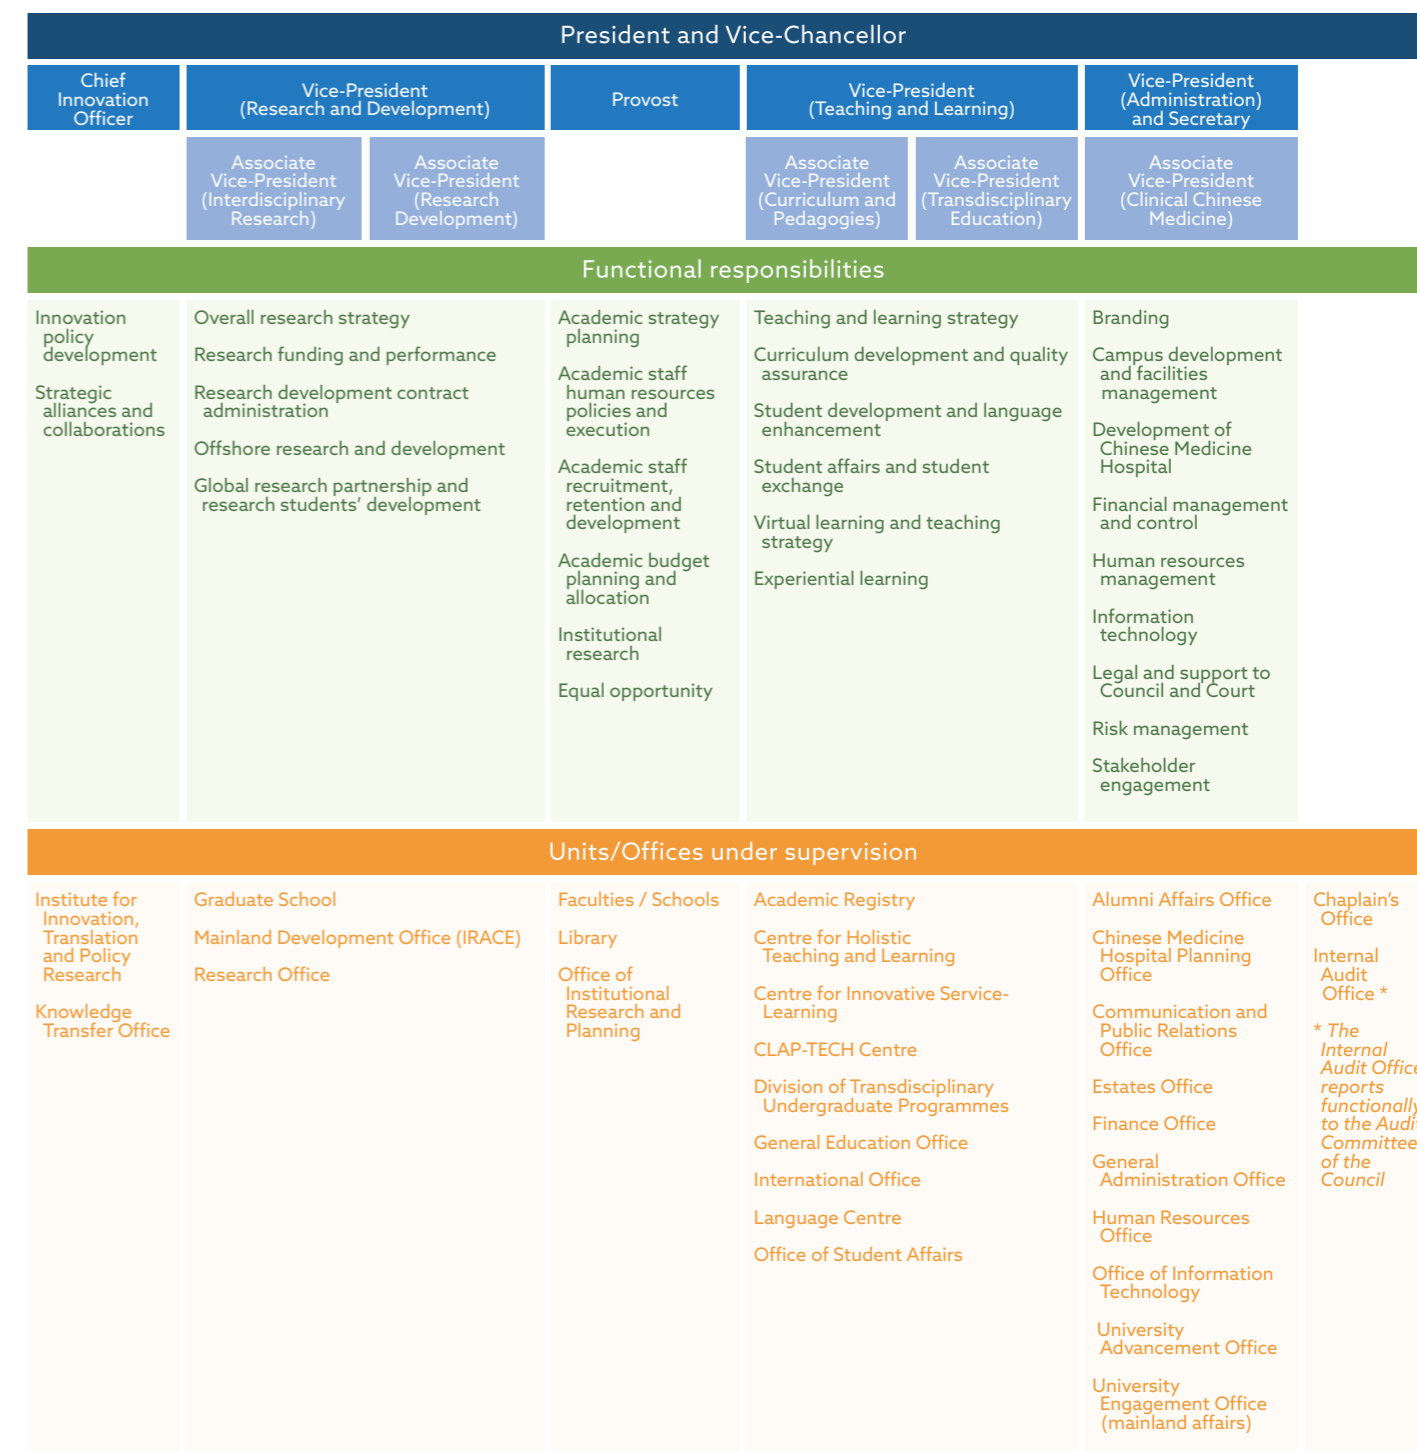 President and Vice-Chancellor
Chief
Innovation
Officer
Vice-President
(Research and Development)
Provost
Vice-President
(Teaching and Learning)
Vice-President
(Administration)
and Secretary
Associate
Vice-President
(Interdisciplinary
Research)
Associate
Vice-President
(Research
Development)
Associate
Vice-President
(Curriculum and
Pedagogies)
Associate
Vice-President
(Transdisciplinary
Education)
Associate
Vice-President
(Clinical Chinese
Medicine)
Functional responsibilities
Innovation
policy
development
Strategic
alliances and
collaborations
Overall research strategy
Research funding and performance
Research development contract
administration
Offshore research and development
Global research partnership and
research students’ development
Academic strategy
planning
Academic staff
human resources
policies and
execution
Academic staff
recruitment,
retention and
development
Academic budget
planning and
allocation
Institutional
research
Equal opportunity
Teaching and learning strategy
Curriculum development and quality
assurance
Student development and language
enhancement
Student affairs and student
exchange
Virtual learning and teaching
strategy
Experiential learning
Branding
Campus development
and facilities
management
Development of
Chinese Medicine
Hospital
Financial management
and control
Human resources
management
Information
technology
Legal and support to
Council and Court
Risk management
Stakeholder
engagement
Units/Offices under supervision
Institute for
Innovation,
Translation
and Policy
Research
Knowledge
Transfer Office
Graduate School
Mainland Development Office (IRACE)
Research Office
Faculties / Schools
Library
Office of
Institutional
Research and
Planning
Academic Registry
Centre for Holistic
Teaching and Learning
Centre for Innovative Service-
Learning
CLAP-TECH Centre
Division of Transdisciplinary
Undergraduate Programmes
General Education Office
International Office
Language Centre
Office of Student Affairs
Alumni Affairs Office
Chinese Medicine
Hospital Planning
Office
Communication and
Public Relations
Office
Estates Office
Finance Office
General
Administration Office
Human Resources
Office
Office of Information
Technology
University
Advancement Office
University
Engagement Office
(mainland affairs)
Chaplain’s
Office
Internal
Audit
Office *
* The
Internal
Audit Office
reports
functionally
to the Audit
Committee
of the
Council